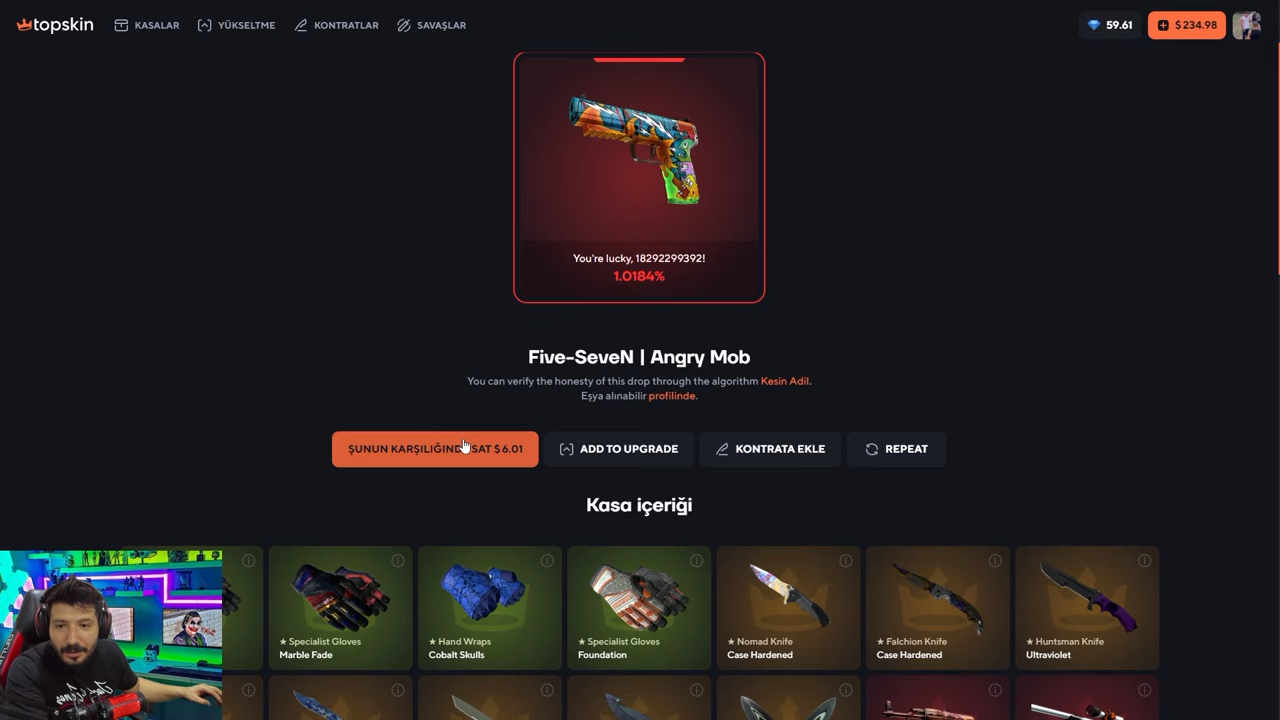 topskin
KASALAR
YÜKSELTME
KONTRATLAR
SAVAŞLAR
59.61
$ 234.98
You're lucky, 18292299392!
1.0184%
Five-SeveN | Angry Mob
You can verify the honesty of this drop through the algorithm Kesin Adil.
Eşya alınabilir profilinde.
ŞUNUN KARŞILIĞIND SAT $ 6.01
ADD TO UPGRADE
KONTRATA EKLE
REPEAT
Kasa içeriği
★ Specialist Gloves
Marble Fade
★ Hand Wraps
Cobalt Skulls
★ Specialist Gloves
Foundation
★ Nomad Knife
Case Hardened
★ Falchion Knife
Case Hardened
★ Huntsman Knife
Ultraviolet